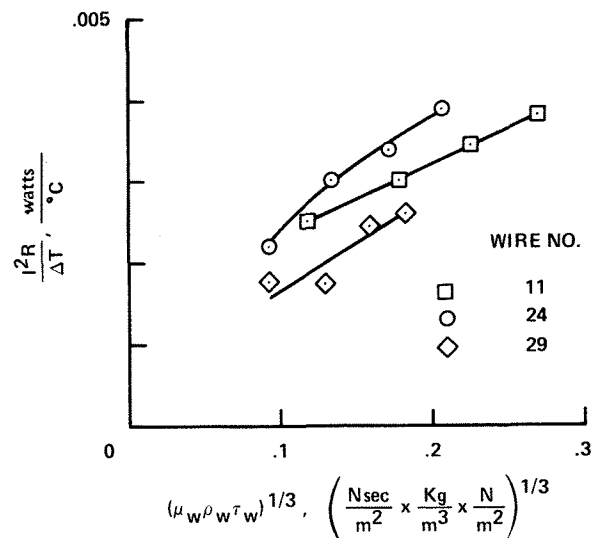 .005
I²R / ΔT, watts / °C
WIRE NO.
11
24
29
0 .1 .2 .3
(μwρwτw)^1/3, (Nsec/m² x Kg/m³ x N/m²)^1/3